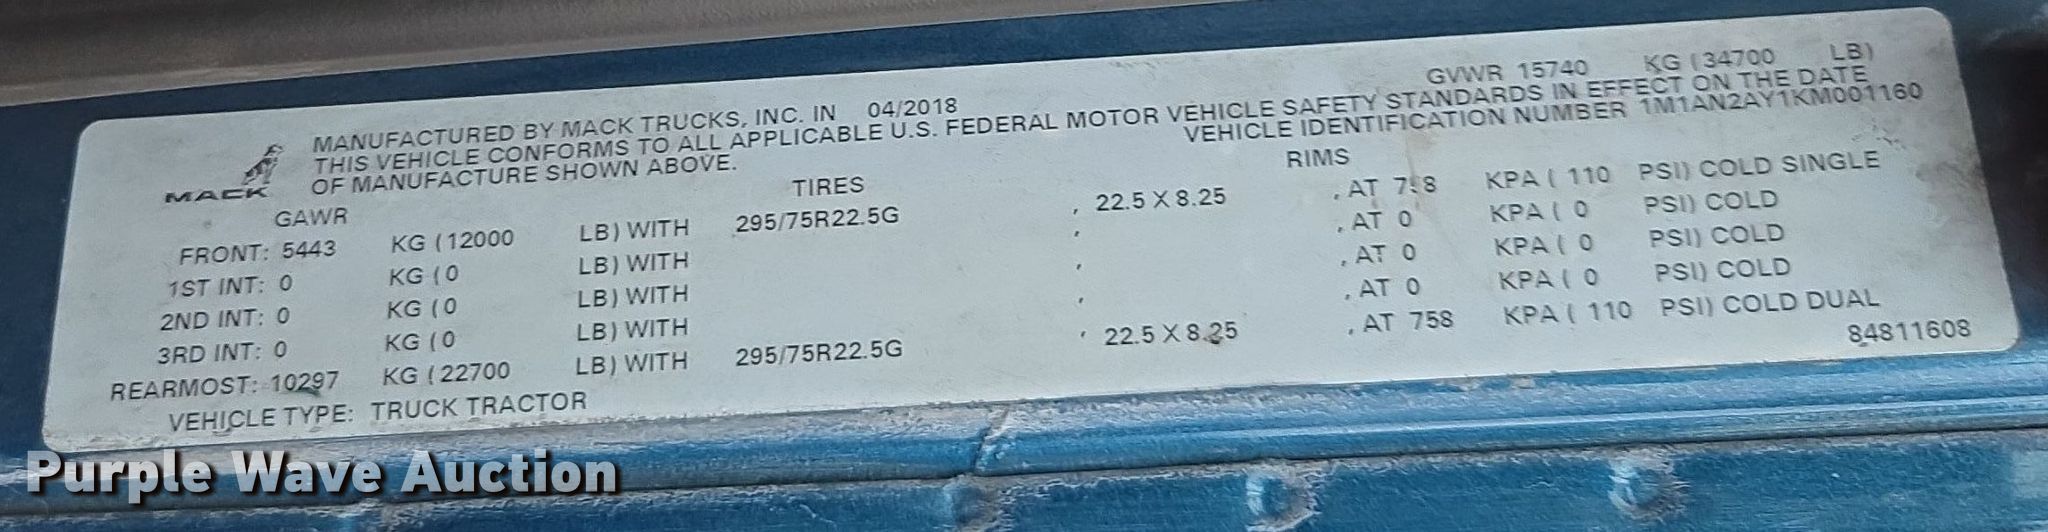 MANUFACTURED BY MACK TRUCKS, INC. IN 04/2018 GVWR 15740 KG (34700 LB)
THIS VEHICLE CONFORMS TO ALL APPLICABLE U.S. FEDERAL MOTOR VEHICLE SAFETY STANDARDS IN EFFECT ON THE DATE
OF MANUFACTURE SHOWN ABOVE. VEHICLE IDENTIFICATION NUMBER 1M1AN2AY1KM001160
MACK
GAWR TIRES RIMS
FRONT: 5443 KG (12000 LB) WITH 295/75R22.5G , 22.5 X 8.25 , AT 758 KPA ( 110 PSI) COLD SINGLE
1ST INT: 0 KG (0 LB) WITH , , AT 0 KPA ( 0 PSI) COLD
2ND INT: 0 KG (0 LB) WITH , , AT 0 KPA ( 0 PSI) COLD
3RD INT: 0 KG (0 LB) WITH , , AT 0 KPA ( 0 PSI) COLD
REARMOST: 10297 KG (22700 LB) WITH 295/75R22.5G , 22.5 X 8.25 , AT 758 KPA ( 110 PSI) COLD DUAL
VEHICLE TYPE: TRUCK TRACTOR 84811608
Purple Wave Auction